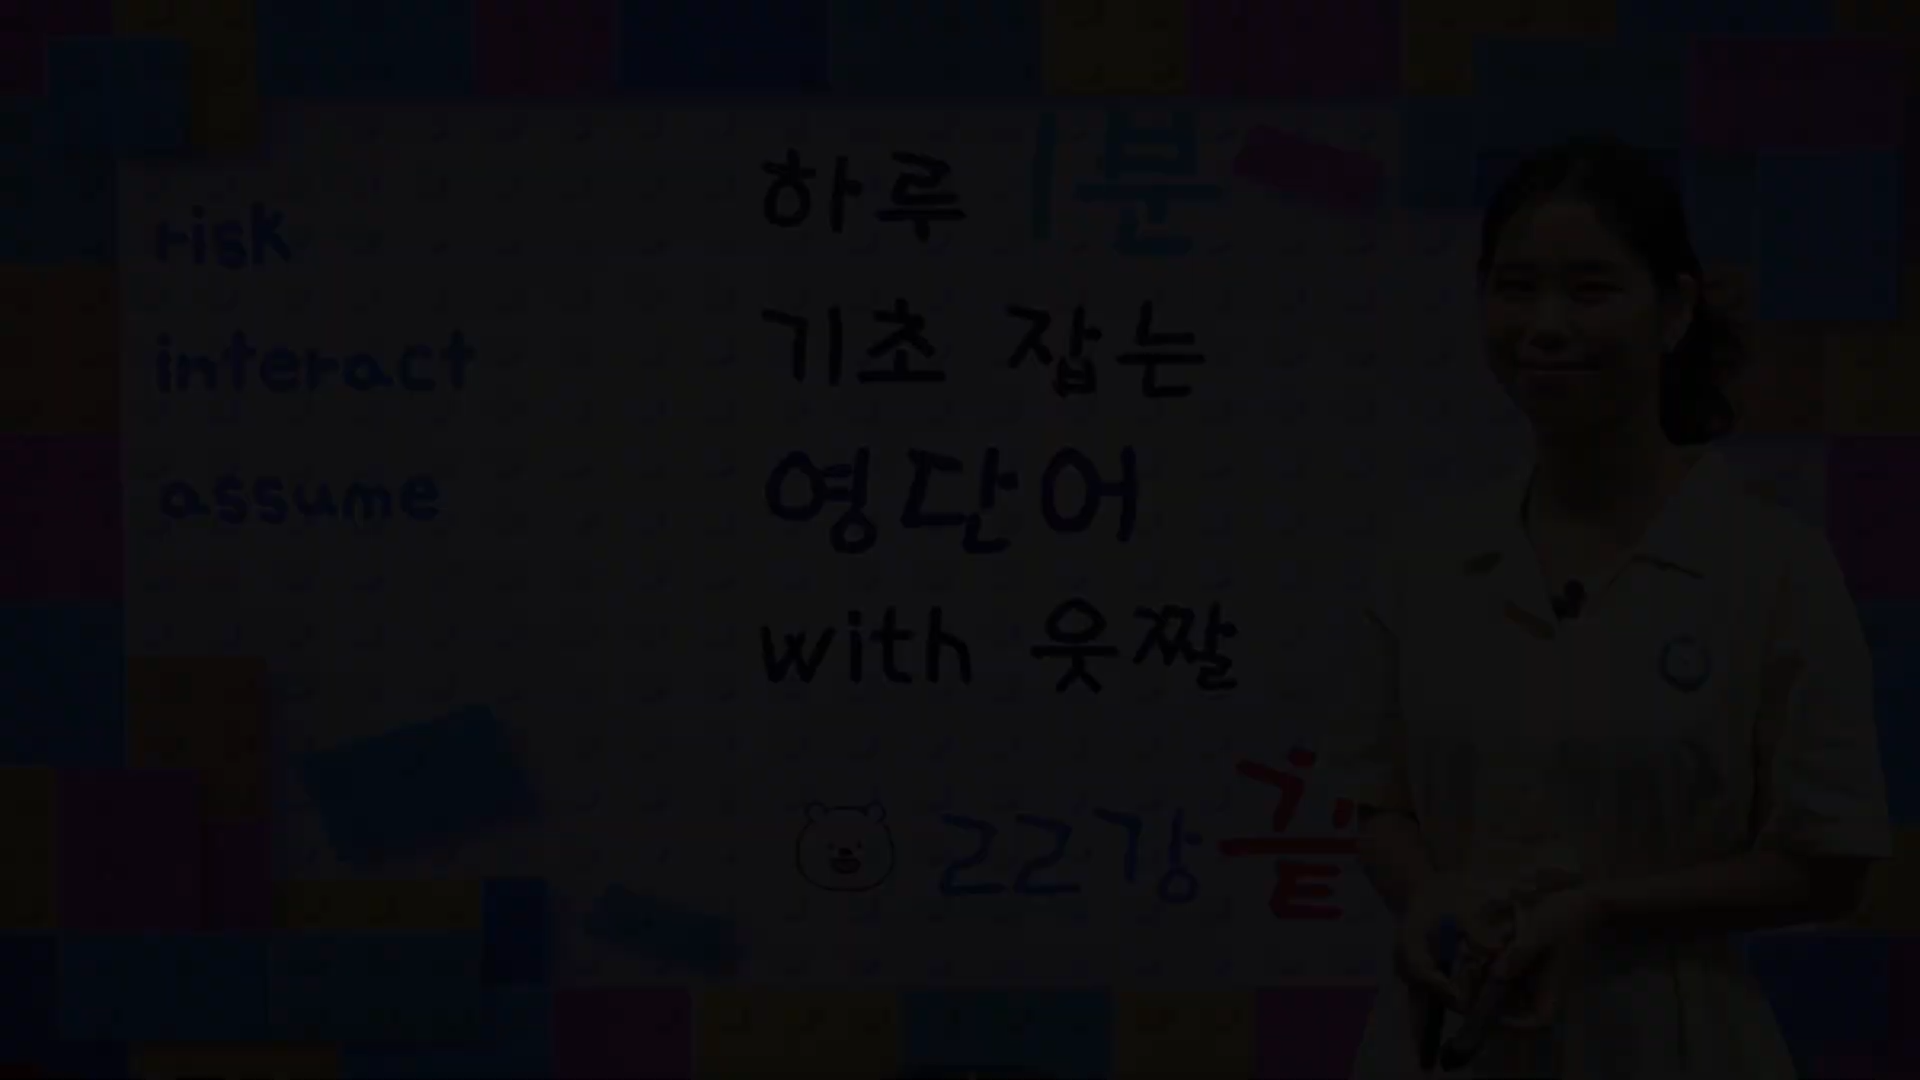 risk
interact
assume
하루 1분
기초 잡는
영단어
with 웃짤
22강 끝